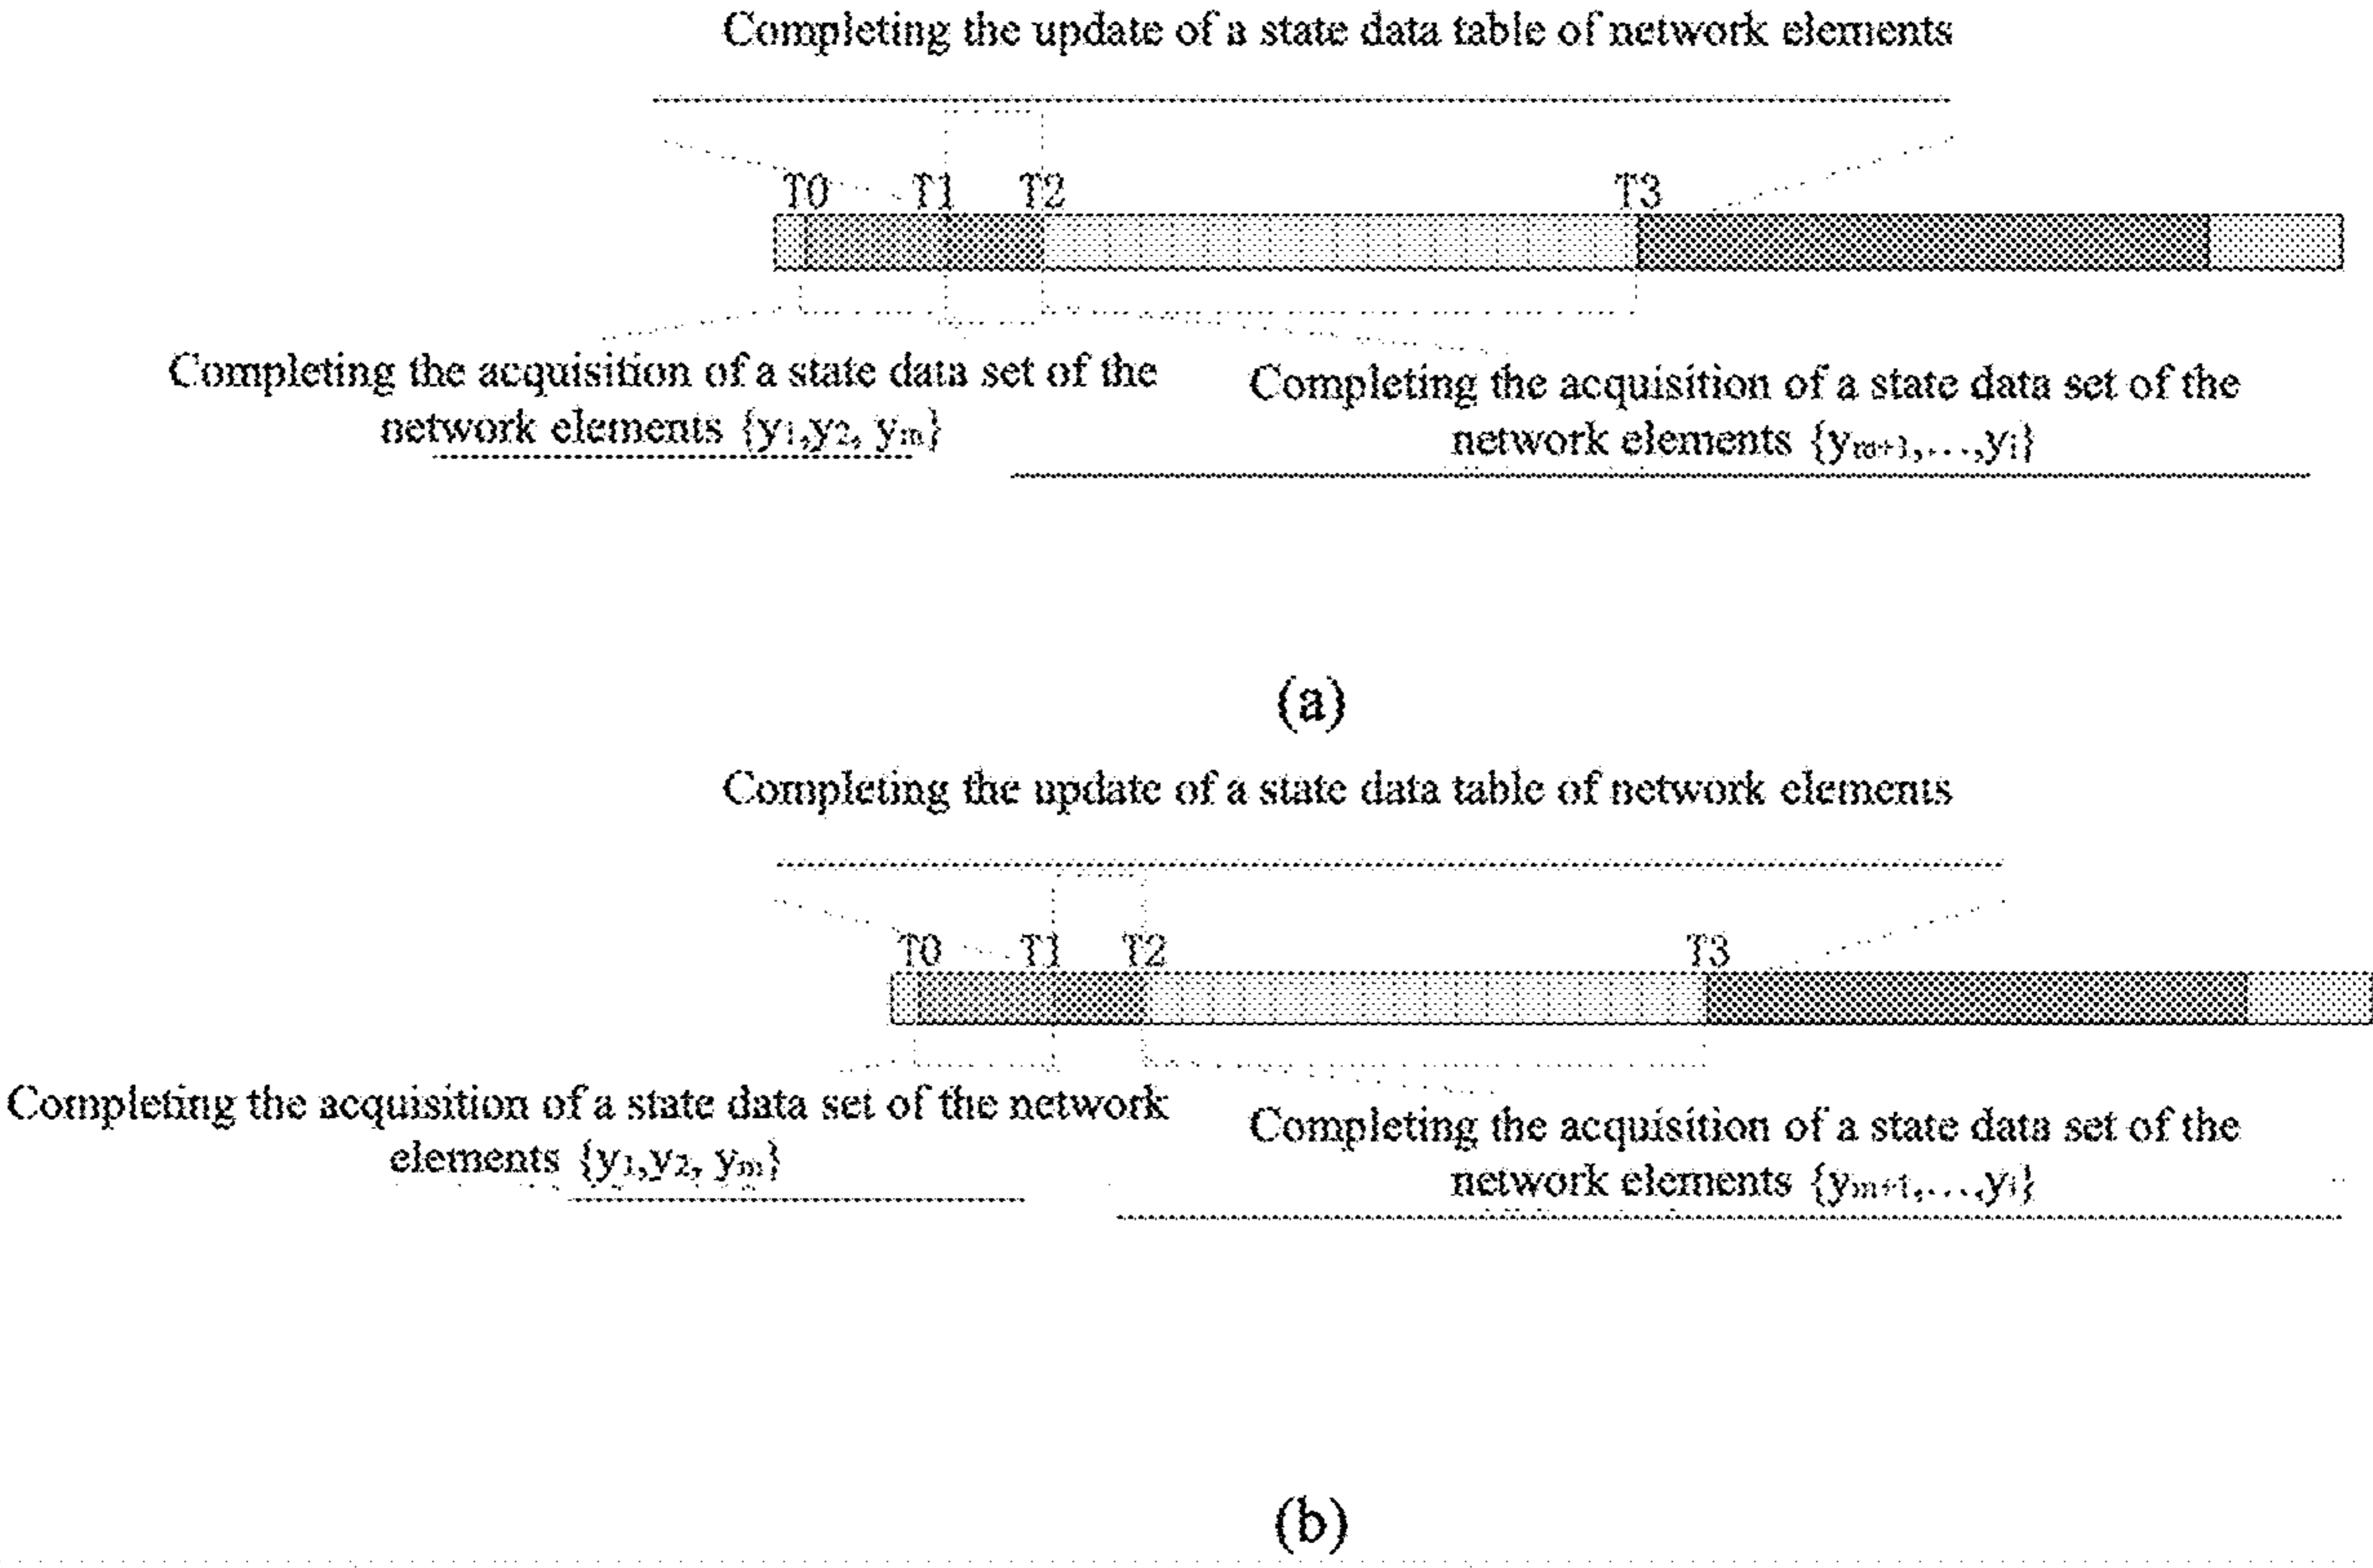 Completing the update of a state data table of network elements
T0 T1 T2 T3
Completing the acquisition of a state data set of the
network elements {y1,y2, ym}
Completing the acquisition of a state data set of the
network elements {ym+1,...,yi}
(a)
Completing the update of a state data table of network elements
T0 T1 T2 T3
Completing the acquisition of a state data set of the network
elements {y1,y2, ym}
Completing the acquisition of a state data set of the
network elements {ym+1,...,yi}
(b)